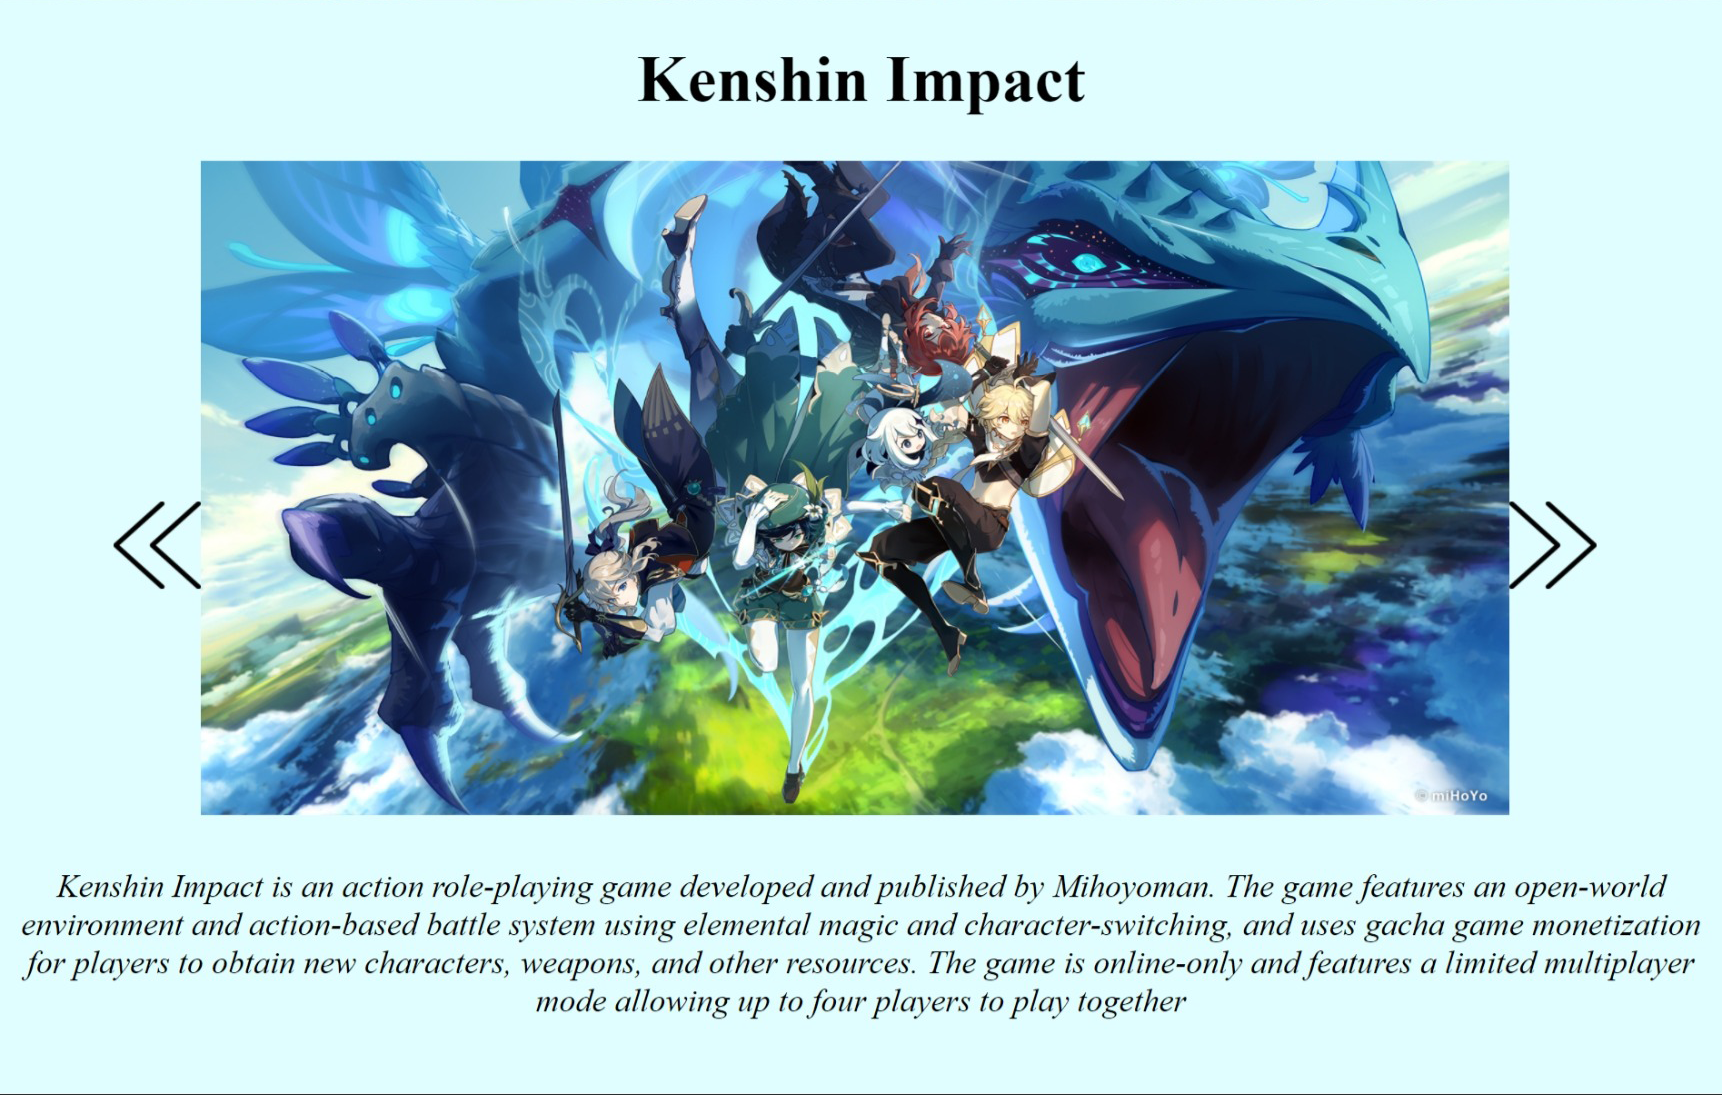 Kenshin Impact
© miHoYo
Kenshin Impact is an action role-playing game developed and published by Mihoyoman. The game features an open-world
environment and action-based battle system using elemental magic and character-switching, and uses gacha game monetization
for players to obtain new characters, weapons, and other resources. The game is online-only and features a limited multiplayer
mode allowing up to four players to play together